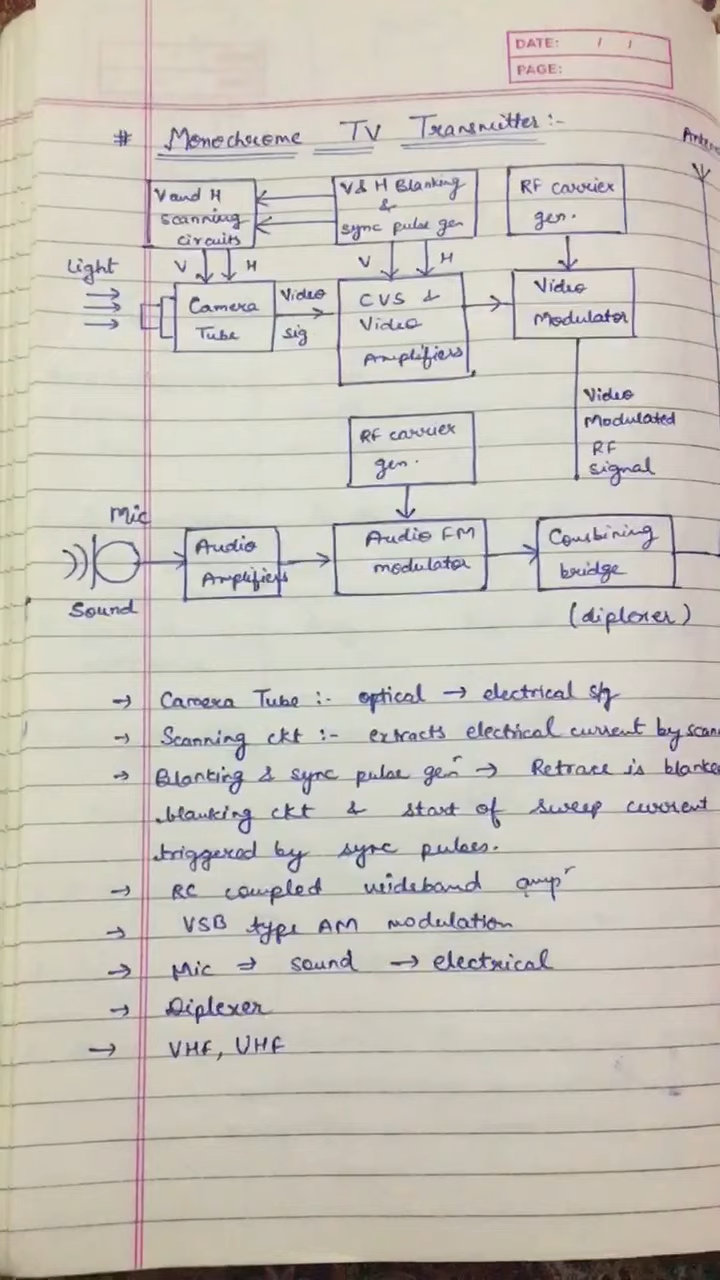 DATE: / /
PAGE:
# Monochrome TV Transmitter :-
V and H
scanning
circuits
V & H Blanking
&
sync pulse gen
RF carrier
gen.
Light
V H
V H
Camera
Tube
Video
sig
CVS &
Video
Amplifiers
Video
Modulator
Video
Modulated
RF
signal
RF carrier
gen.
Mic
Sound
Audio
Amplifiers
Audio FM
modulator
Combining
bridge
(diplexer)
→ Camera Tube :- optical → electrical sig
→ Scanning ckt :- extracts electrical current by
→ Blanking & sync pulse genr → Retrace is
blanking ckt & start of sweep current
triggered by sync pulses.
→ RC coupled wideband ampr
→ VSB type AM modulation
→ Mic ⇒ sound → electrical
→ Diplexer
→ VHF, UHF